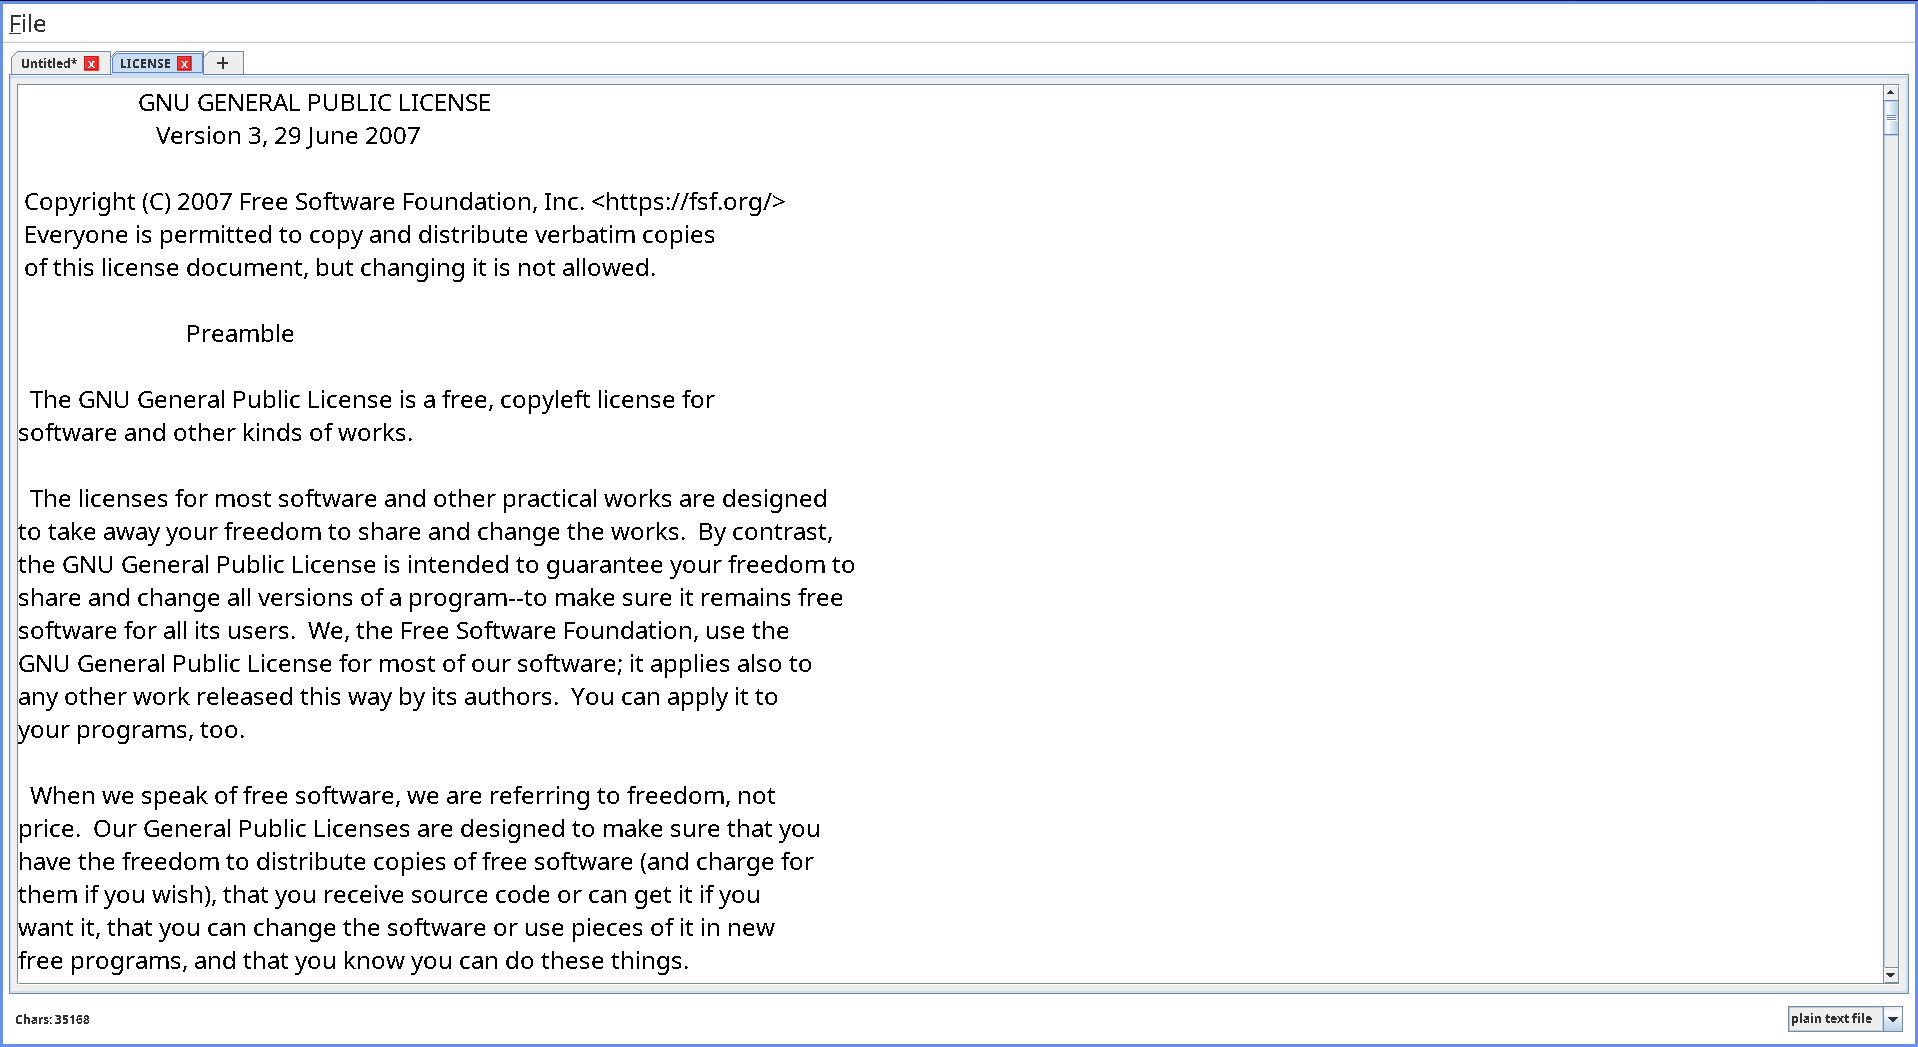 File
Untitled* x LICENSE x +
GNU GENERAL PUBLIC LICENSE
Version 3, 29 June 2007
Copyright (C) 2007 Free Software Foundation, Inc. <https://fsf.org/>
Everyone is permitted to copy and distribute verbatim copies
of this license document, but changing it is not allowed.
Preamble
The GNU General Public License is a free, copyleft license for
software and other kinds of works.
The licenses for most software and other practical works are designed
to take away your freedom to share and change the works.  By contrast,
the GNU General Public License is intended to guarantee your freedom to
share and change all versions of a program--to make sure it remains free
software for all its users.  We, the Free Software Foundation, use the
GNU General Public License for most of our software; it applies also to
any other work released this way by its authors.  You can apply it to
your programs, too.
When we speak of free software, we are referring to freedom, not
price.  Our General Public Licenses are designed to make sure that you
have the freedom to distribute copies of free software (and charge for
them if you wish), that you receive source code or can get it if you
want it, that you can change the software or use pieces of it in new
free programs, and that you know you can do these things.
Chars: 35168
plain text file